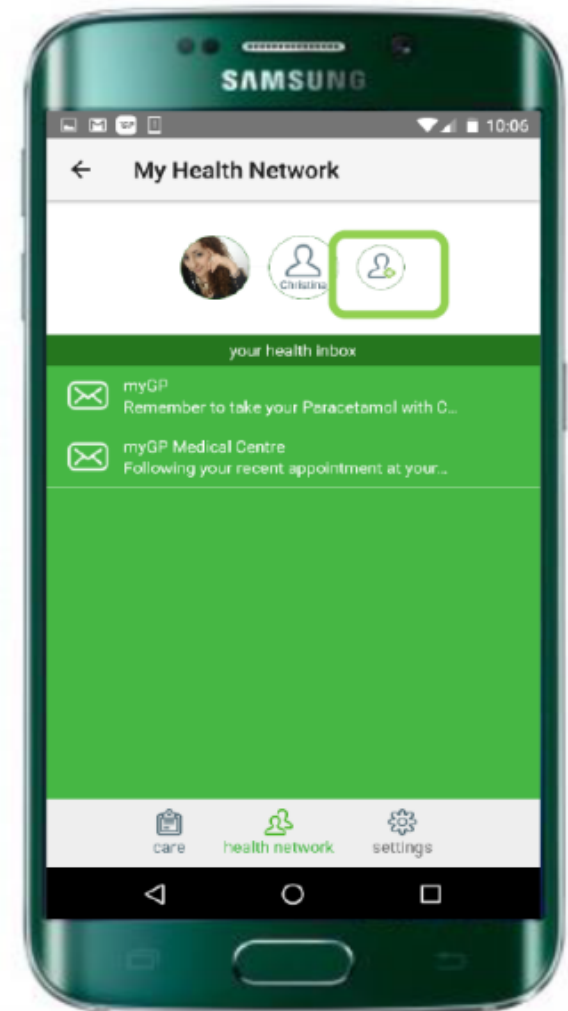 SAMSUNG
10:06
My Health Network
Christina
your health inbox
myGP
Remember to take your Paracetamol with C...
myGP Medical Centre
Following your recent appointment at your...
care health network settings